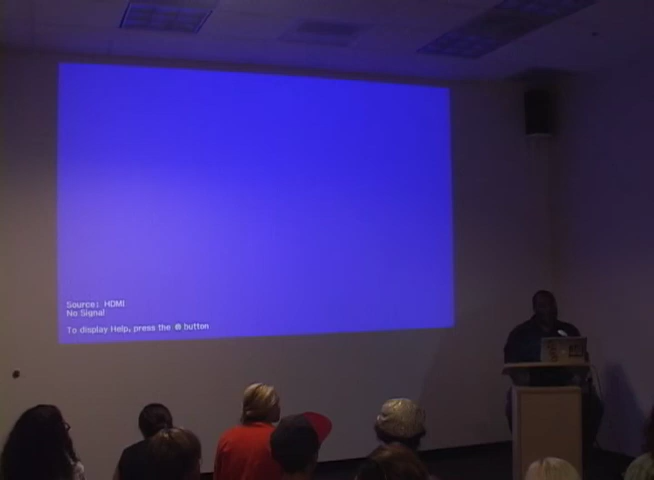 Source: HDMI
No Signal
To display Help, press the button